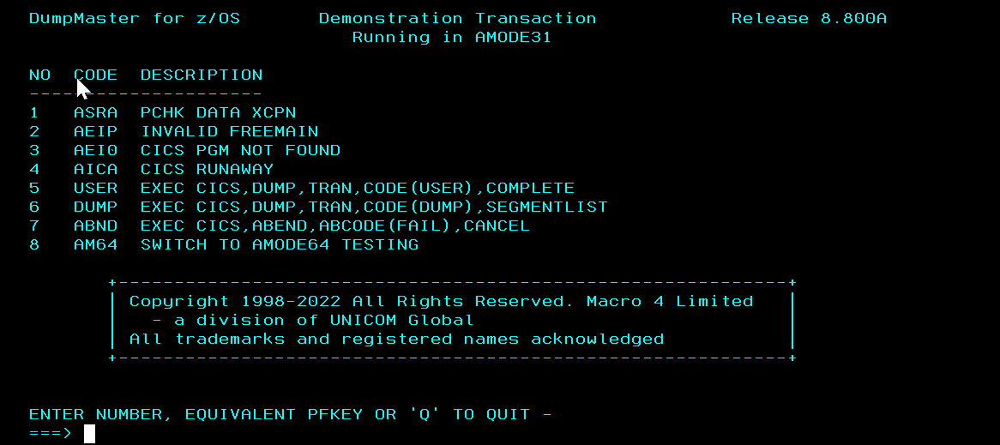 DumpMaster for z/OS Demonstration Transaction Release 8.800A
Running in AMODE31
NO CODE DESCRIPTION
---------------------
1 ASRA PCHK DATA XCPN
2 AEIP INVALID FREEMAIN
3 AEI0 CICS PGM NOT FOUND
4 AICA CICS RUNAWAY
5 USER EXEC CICS,DUMP,TRAN,CODE(USER),COMPLETE
6 DUMP EXEC CICS,DUMP,TRAN,CODE(DUMP),SEGMENTLIST
7 ABND EXEC CICS,ABEND,ABCODE(FAIL),CANCEL
8 AM64 SWITCH TO AMODE64 TESTING
+------------------------------------------------------------+
| Copyright 1998-2022 All Rights Reserved. Macro 4 Limited |
| - a division of UNICOM Global |
| All trademarks and registered names acknowledged |
+------------------------------------------------------------+
ENTER NUMBER, EQUIVALENT PFKEY OR 'Q' TO QUIT -
===>